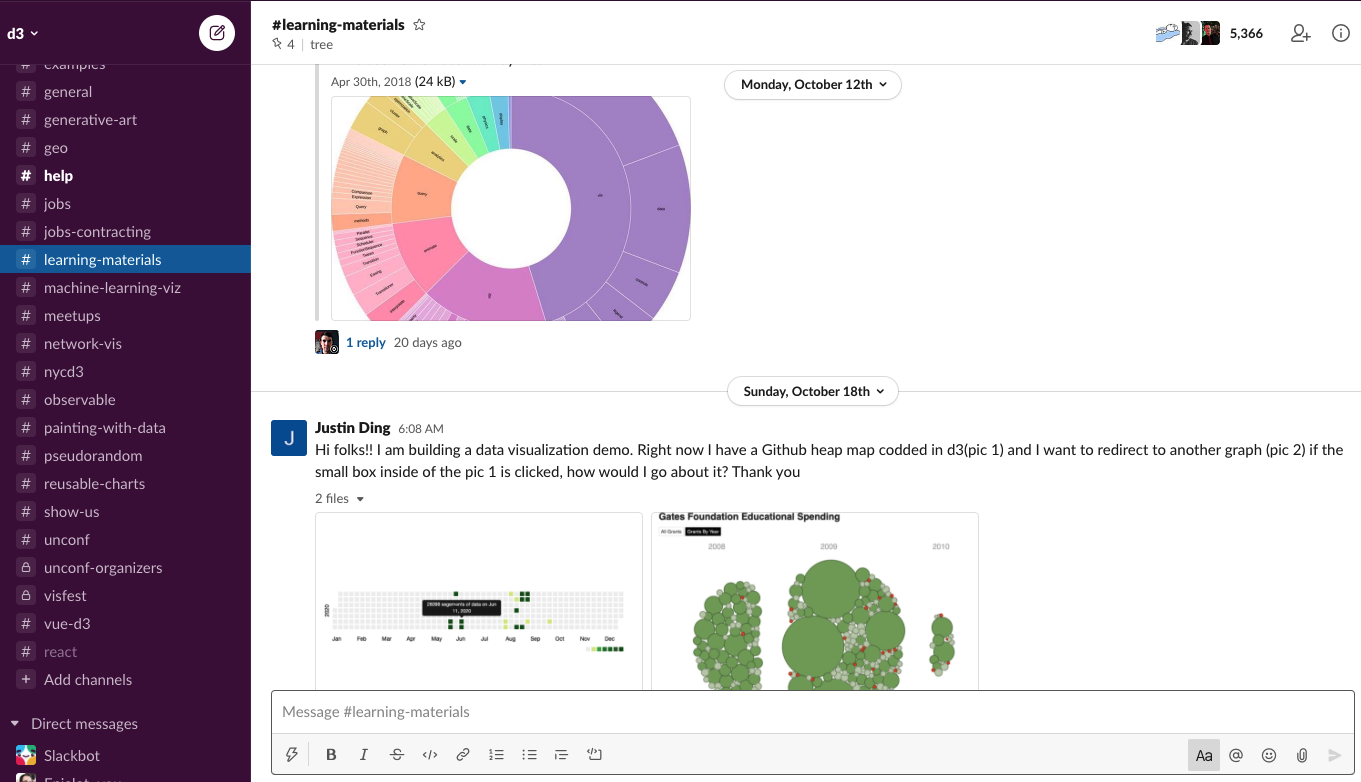 d3
examples
general
generative-art
geo
help
jobs
jobs-contracting
learning-materials
machine-learning-viz
meetups
network-vis
nycd3
observable
painting-with-data
pseudorandom
reusable-charts
show-us
unconf
unconf-organizers
visfest
vue-d3
react
+ Add channels
Direct messages
Slackbot
#learning-materials
4 | tree
5,366
Monday, October 12th
Apr 30th, 2018 (24 kB)
Query
methods
Easing
1 reply 20 days ago
Sunday, October 18th
J
Justin Ding 6:08 AM
Hi folks!! I am building a data visualization demo. Right now I have a Github heap map codded in d3(pic 1) and I want to redirect to another graph (pic 2) if the
small box inside of the pic 1 is clicked, how would I go about it? Thank you
2 files
2020
segements of data on Jun
11, 2020
Jan Feb Mar Apr May Jun Jul Aug Sep Oct Nov Dec
Gates Foundation Educational Spending
All Grants Grants By Year
2008 2009 2010
Message #learning-materials
B I S </> Aa @